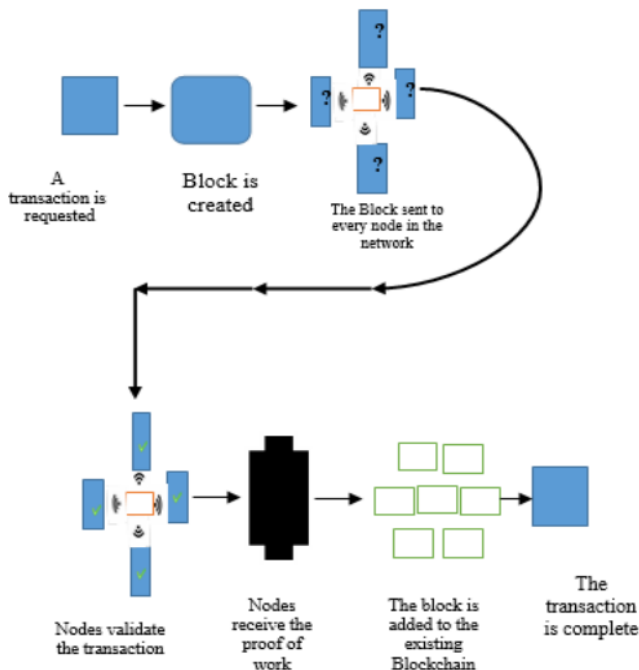 ?
?
?
?
A
transaction is
requested
Block is
created
The Block sent to
every node in the
network
Nodes validate
the transaction
Nodes
receive the
proof of
work
The block is
added to the
existing
Blockchain
The
transaction
is complete